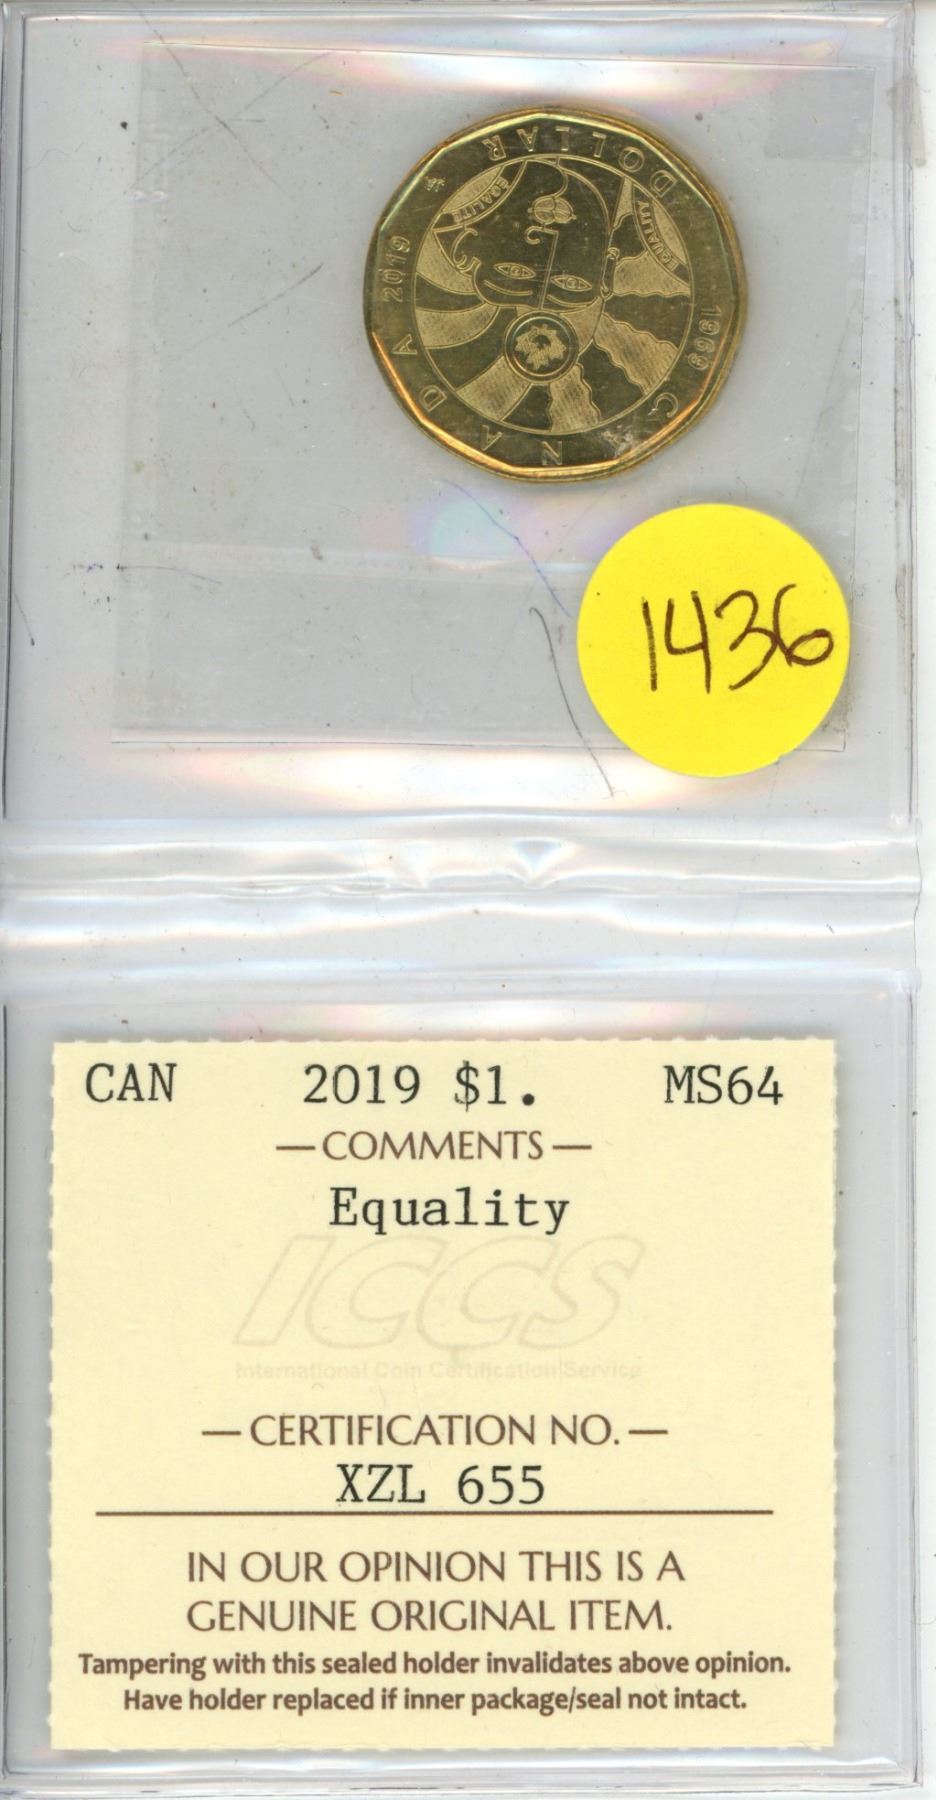 DOLLAR
ÉGALITÉ
EQUALITY
JA
2019
1969
CANADA
1436
CAN 2019 $1. MS64
— COMMENTS —
Equality
ICCS
International Coin Certification Service
— CERTIFICATION NO. —
XZL 655
IN OUR OPINION THIS IS A
GENUINE ORIGINAL ITEM.
Tampering with this sealed holder invalidates above opinion.
Have holder replaced if inner package/seal not intact.